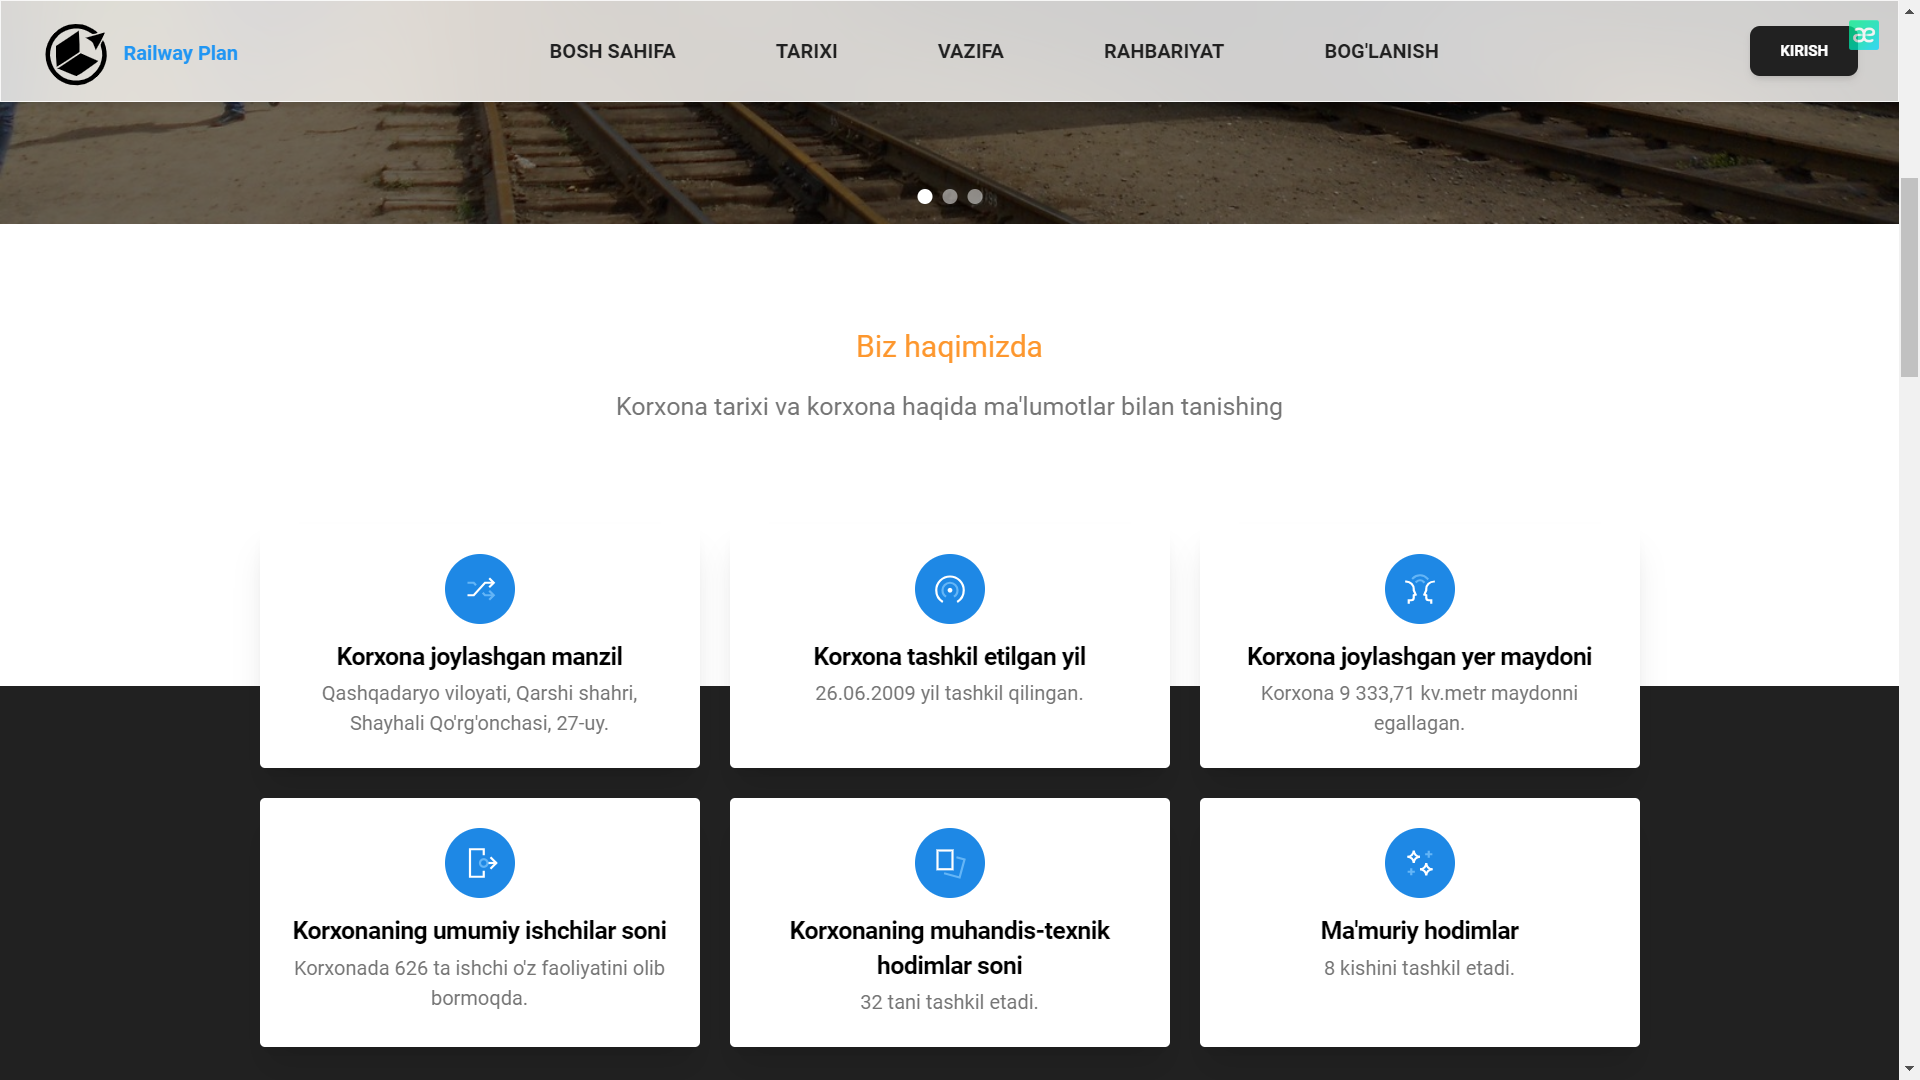 Railway Plan
BOSH SAHIFA
TARIXI
VAZIFA
RAHBARIYAT
BOG'LANISH
KIRISH
æ
Biz haqimizda
Korxona tarixi va korxona haqida ma'lumotlar bilan tanishing
Korxona joylashgan manzil
Qashqadaryo viloyati, Qarshi shahri,
Shayhali Qo'rg'onchasi, 27-uy.
Korxona tashkil etilgan yil
26.06.2009 yil tashkil qilingan.
Korxona joylashgan yer maydoni
Korxona 9 333,71 kv.metr maydonni
egallagan.
Korxonaning umumiy ishchilar soni
Korxonada 626 ta ishchi o'z faoliyatini olib
bormoqda.
Korxonaning muhandis-texnik
hodimlar soni
32 tani tashkil etadi.
Ma'muriy hodimlar
8 kishini tashkil etadi.